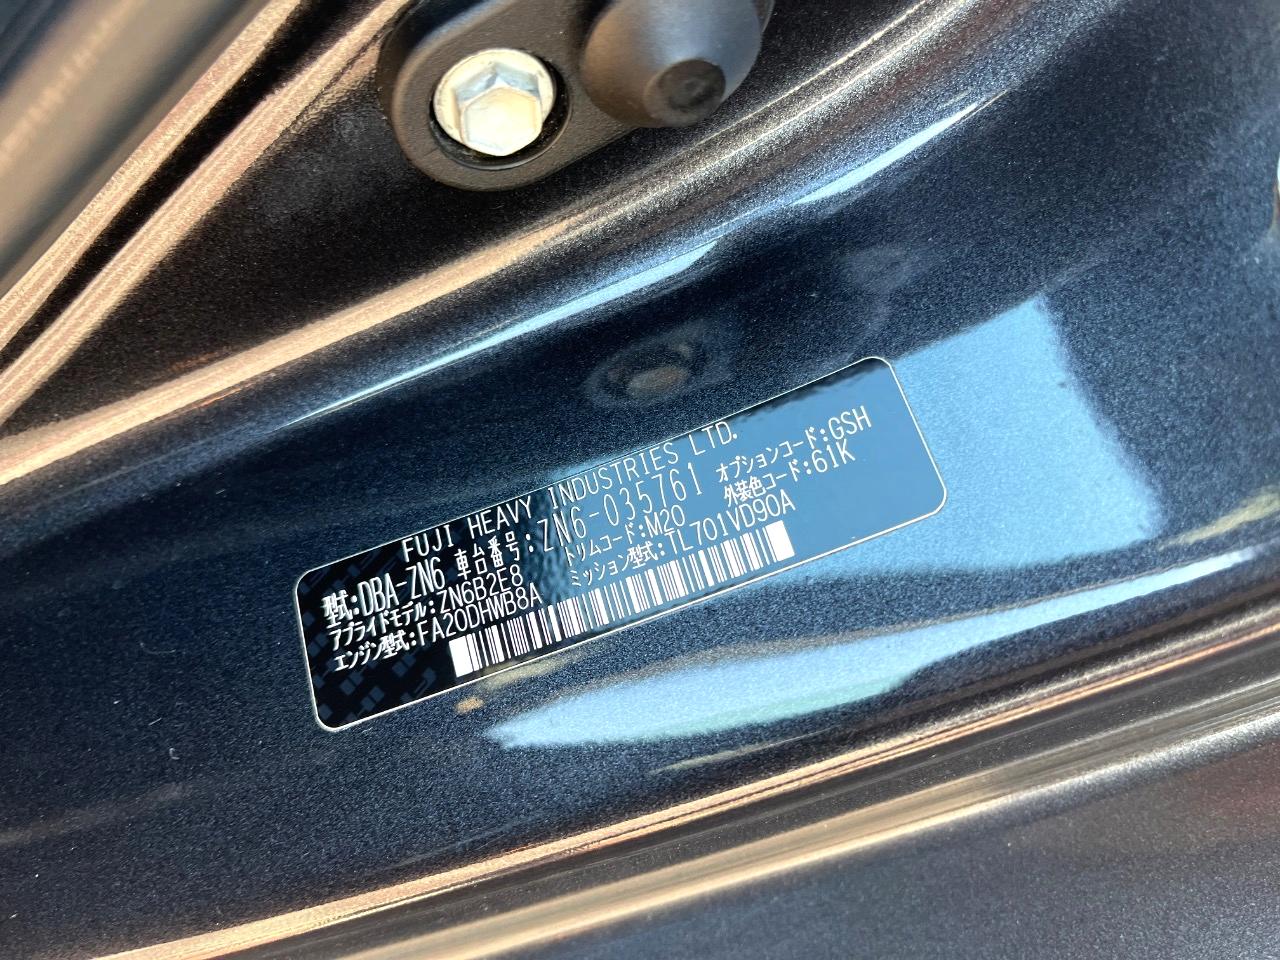 FUJI HEAVY INDUSTRIES LTD.
型式:DBA-ZN6 車台番号:ZN6-035761
アプライドモデル:ZN6B2E8 トリムコード:M20 オプションコード:GSH
エンジン型式:FA20DHWB8A ミッション型式:TL701VD90A 外装色コード:61K